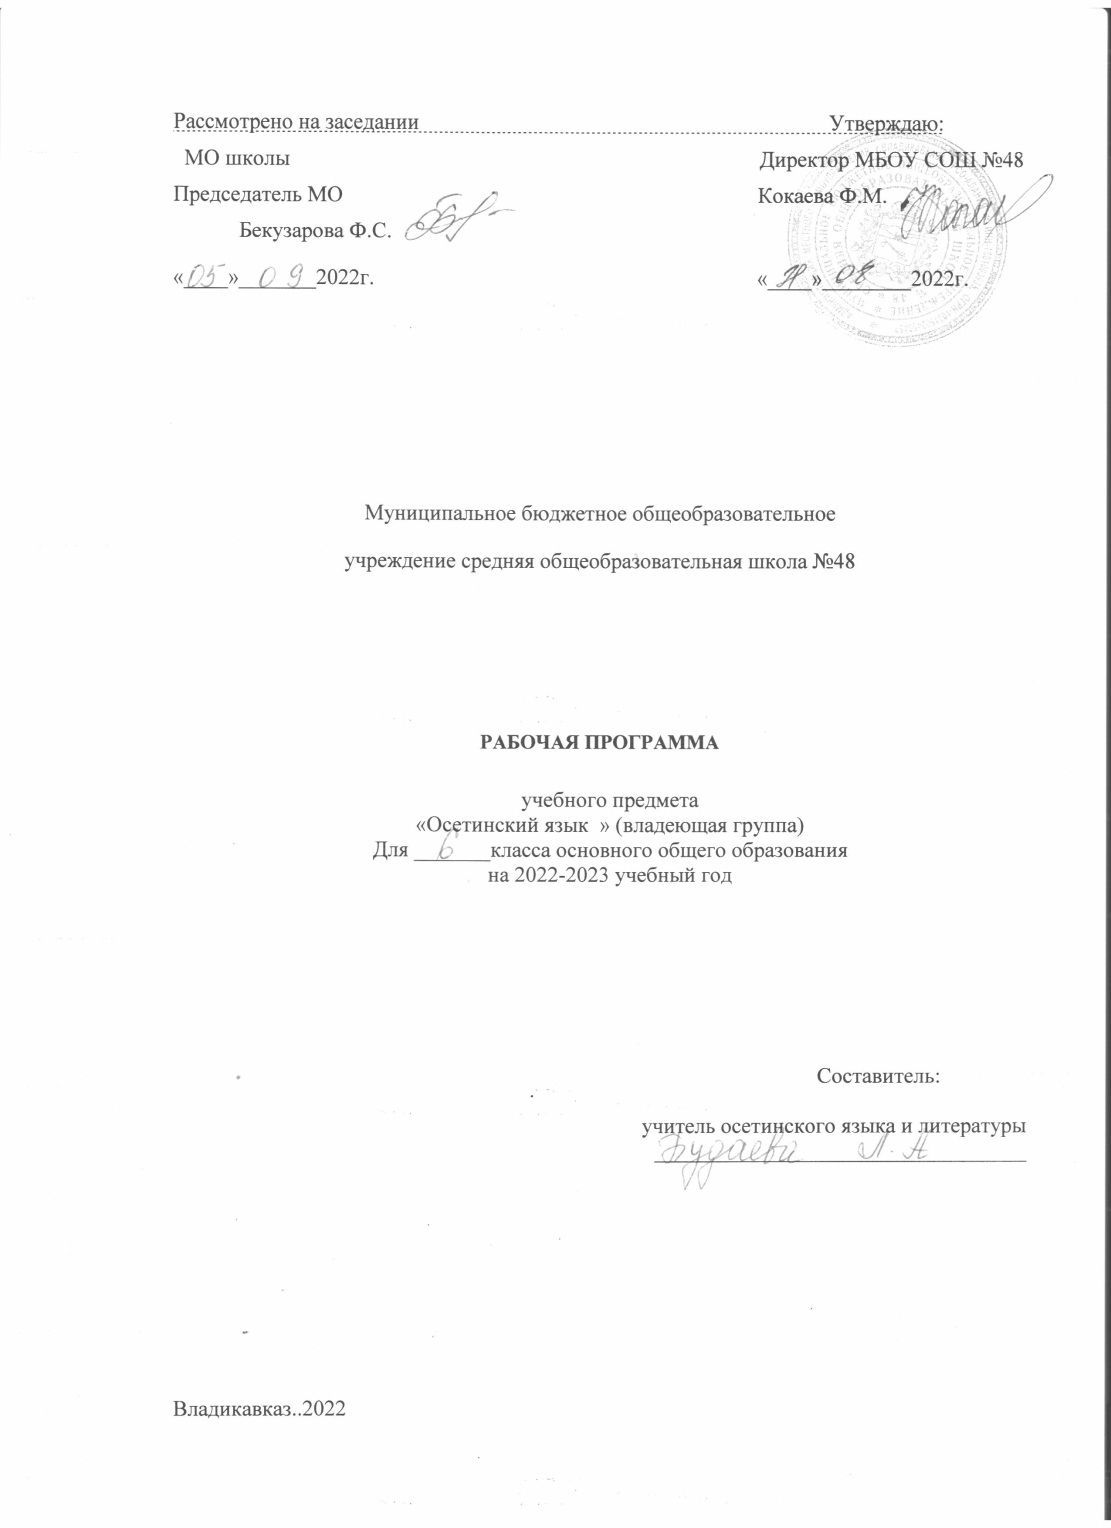 Рассмотрено на заседании Утверждаю:
МО школы Директор МБОУ СОШ №48
Председатель МО Кокаева Ф.М.
Бекузарова Ф.С.
«05» 09 2022г. « » 08 2022г.
Муниципальное бюджетное общеобразовательное
учреждение средняя общеобразовательная школа №48
РАБОЧАЯ ПРОГРАММА
учебного предмета
«Осетинский язык » (владеющая группа)
Для 6 класса основного общего образования
на 2022-2023 учебный год
Составитель:
учитель осетинского языка и литературы
Будаева Л. А
Владикавказ..2022